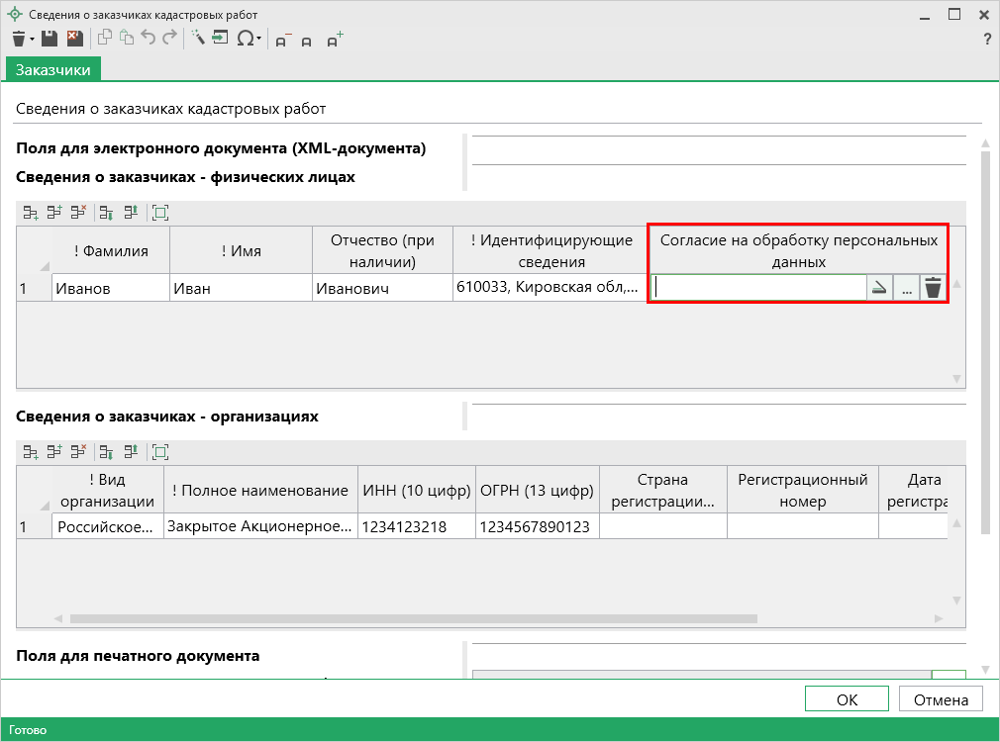 Сведения о заказчиках кадастровых работ
?
Заказчики
Сведения о заказчиках кадастровых работ
Поля для электронного документа (XML-документа)
Сведения о заказчиках - физических лицах
! Фамилия
! Имя
Отчество (при
наличии)
! Идентифицирующие
сведения
Согласие на обработку персональных
данных
1 Иванов Иван Иванович 610033, Кировская обл,... ...
Сведения о заказчиках - организациях
! Вид
организации
! Полное наименование
ИНН (10 цифр)
ОГРН (13 цифр)
Страна
регистрации...
Регистрационный
номер
Дата
регистра
1 Российское... Закрытое Акционерное... 1234123218 1234567890123
Поля для печатного документа
OK Отмена
Готово